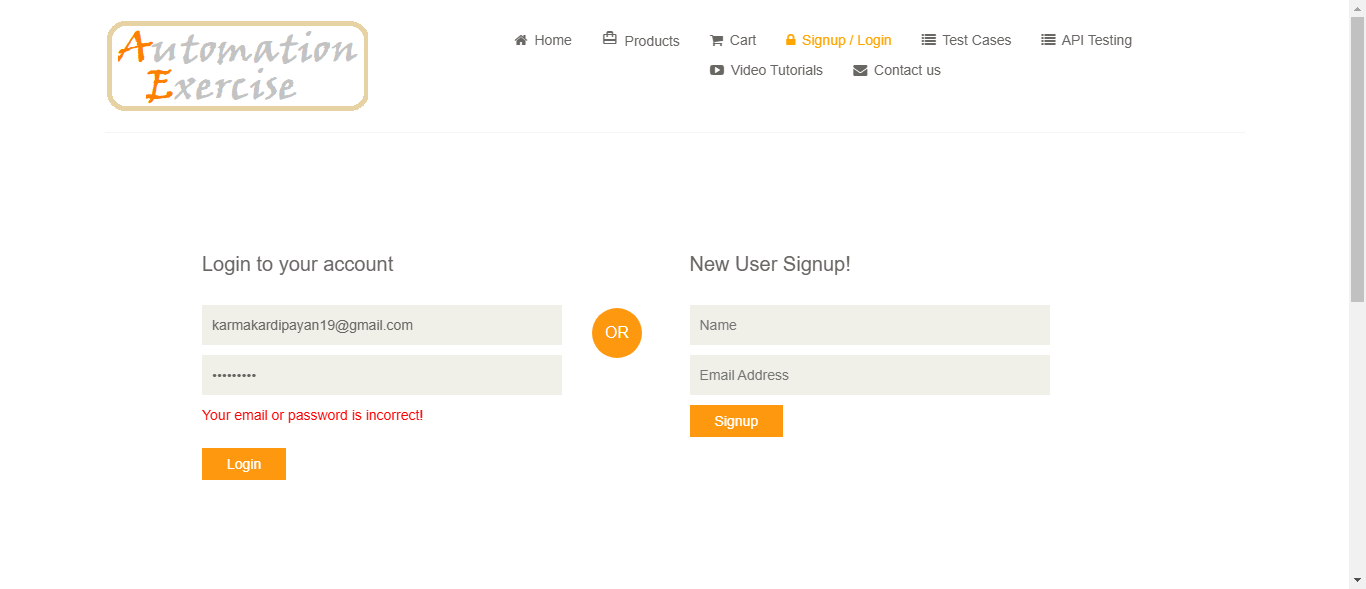 Automation
Exercise
Home Products Cart Signup / Login Test Cases API Testing
Video Tutorials Contact us
Login to your account
karmakardipayan19@gmail.com
•••••••••
Your email or password is incorrect!
Login
OR
New User Signup!
Name
Email Address
Signup